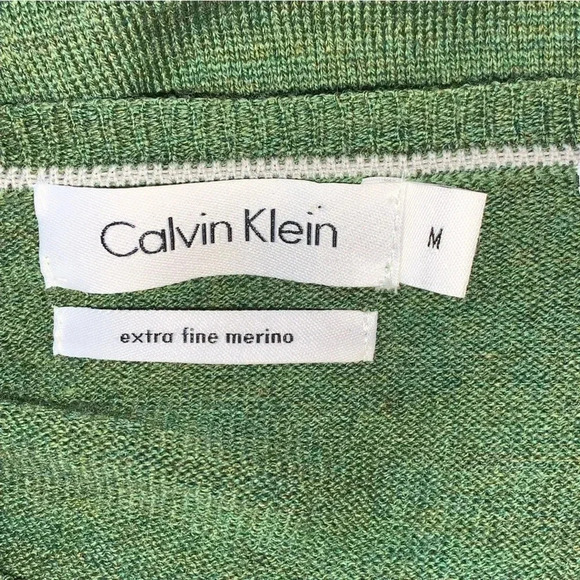 Calvin Klein
M
extra fine merino